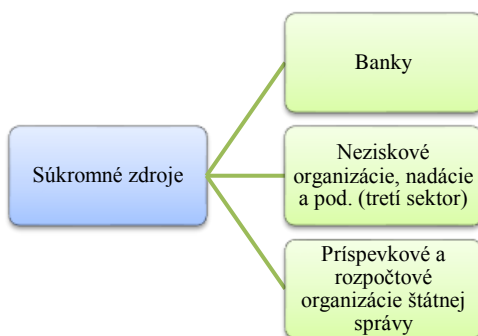 Súkromné zdroje
Banky
Neziskové
organizácie, nadácie
a pod. (tretí sektor)
Príspevkové a
rozpočtové
organizácie štátnej
správy